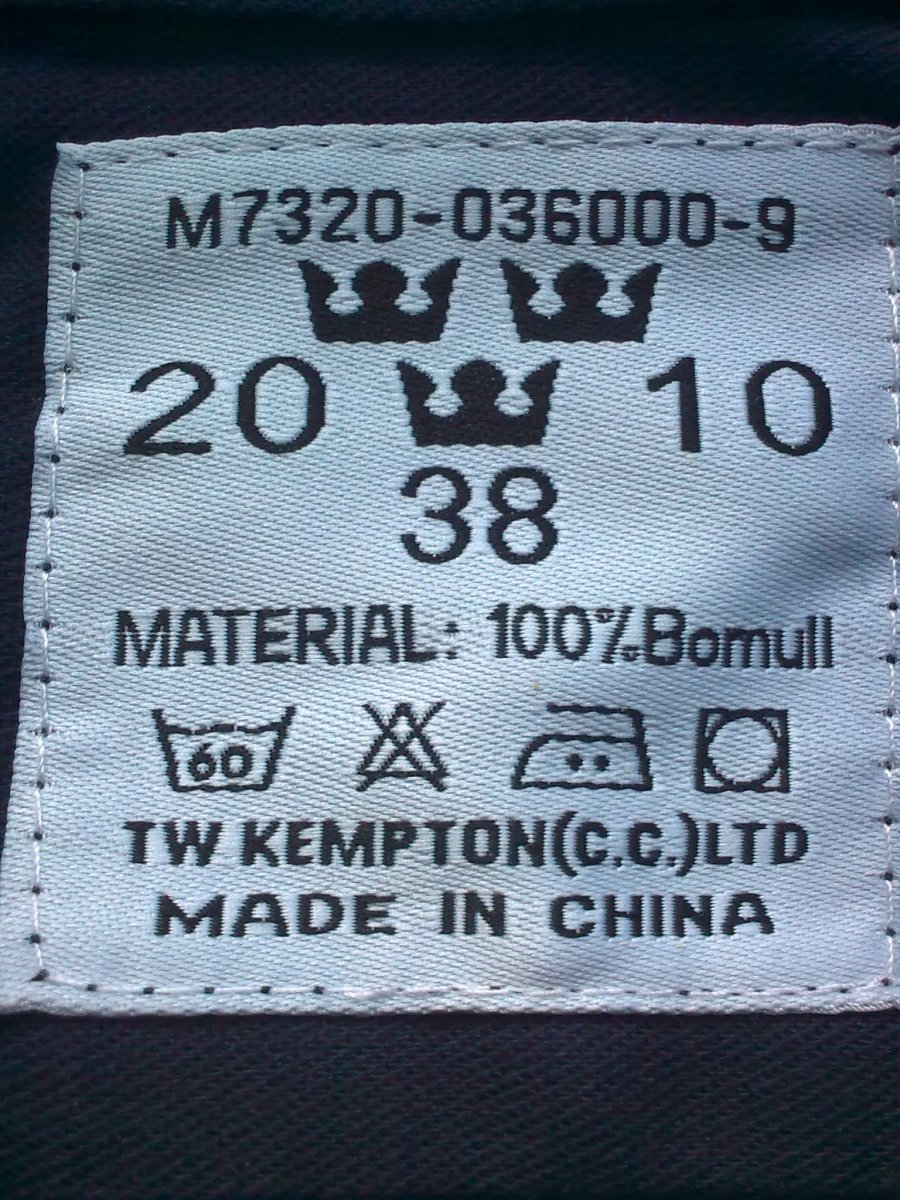 M7320-036000-9
20 10
38
MATERIAL: 100%Bomull
60
TW KEMPTON(C.C.)LTD
MADE IN CHINA